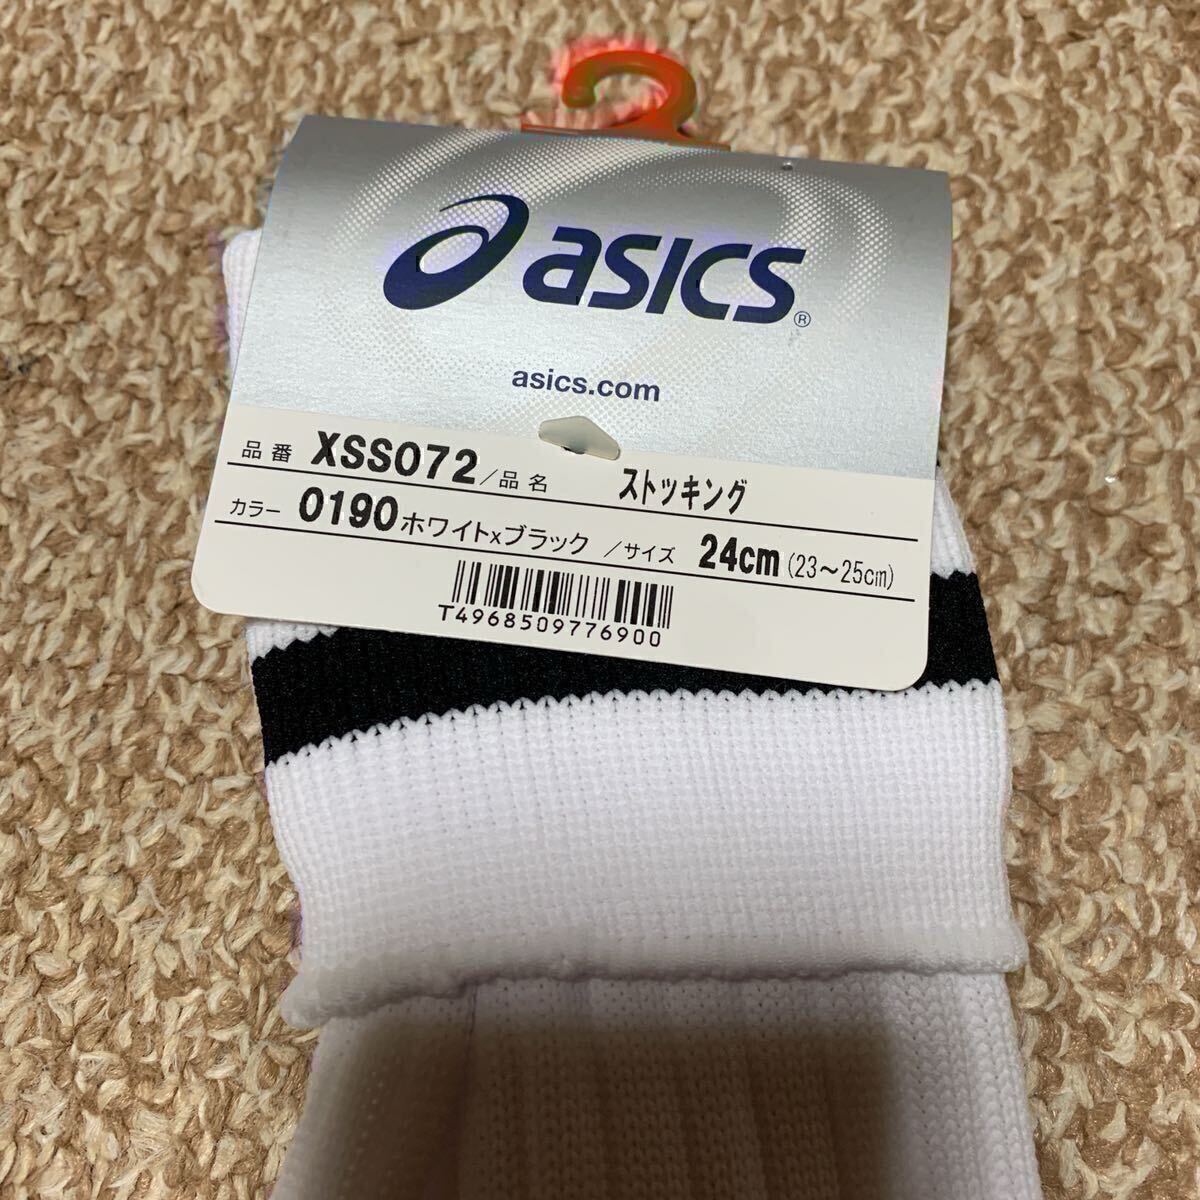 asics®
asics.com
品番 XSS072 /品名 ストッキング
カラー 0190 ホワイトxブラック /サイズ 24cm (23～25cm)
T4968509776900